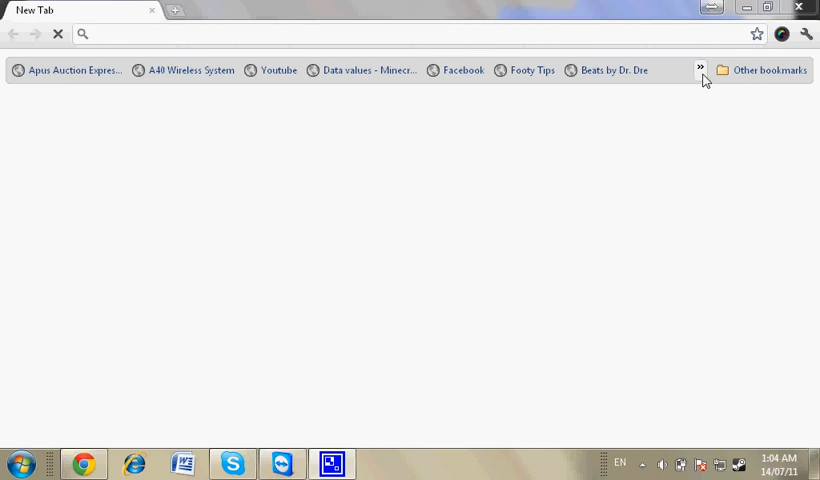 New Tab
Apus Auction Expres... A40 Wireless System Youtube Data values - Minecr... Facebook Footy Tips Beats by Dr. Dre » Other bookmarks
EN 1:04 AM
14/07/11